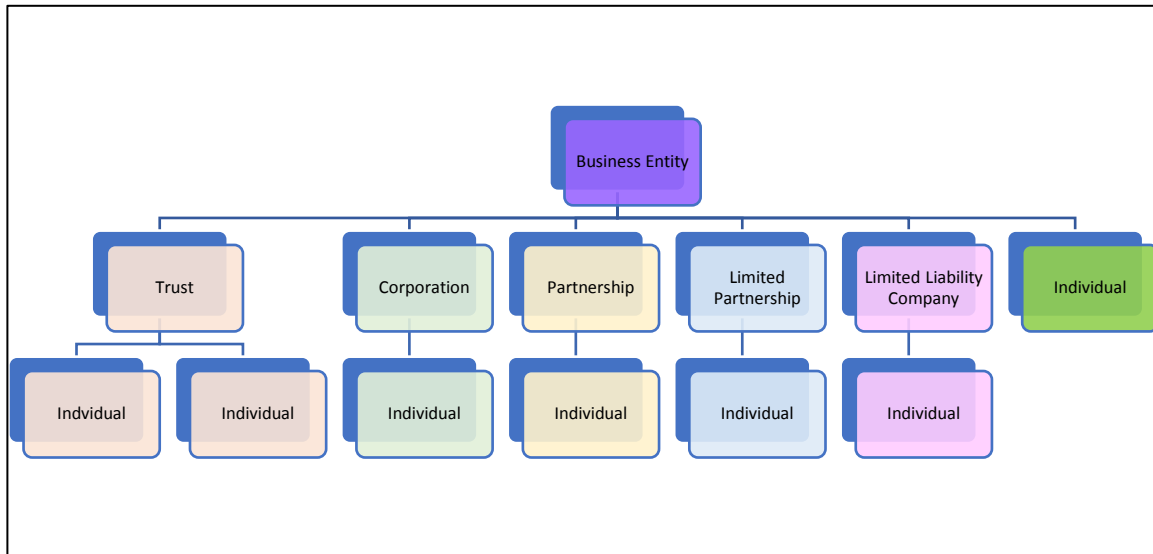 Business Entity
Trust
Corporation
Partnership
Limited
Partnership
Limited Liability
Company
Individual
Indvidual
Individual
Individual
Individual
Individual
Individual